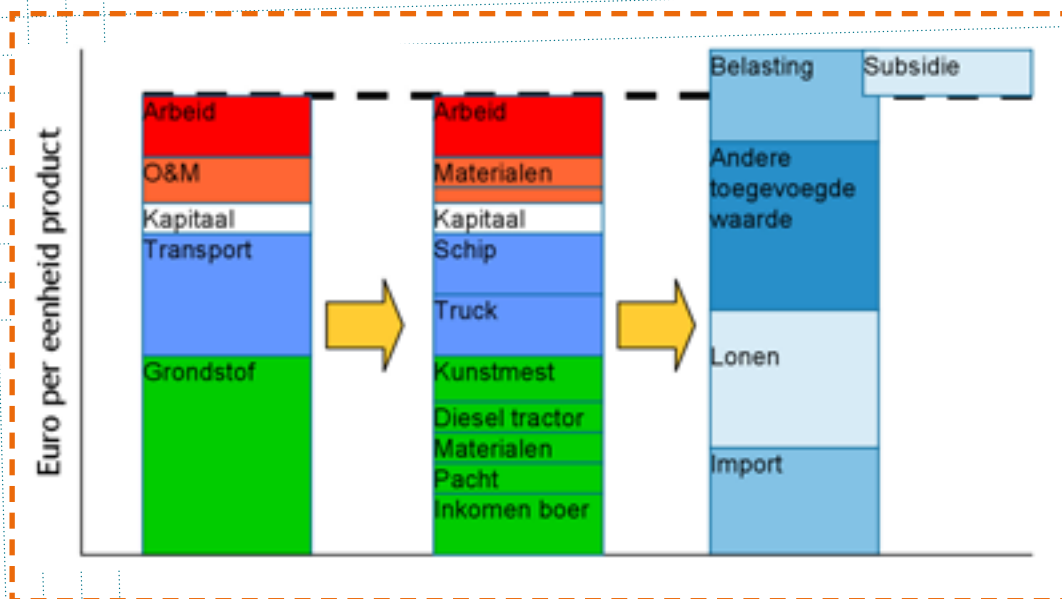 Euro per eenheid product
Arbeid
O&M
Kapitaal
Transport
Grondstof
Arbeid
Materialen
Kapitaal
Schip
Truck
Kunstmest
Diesel tractor
Materialen
Pacht
Inkomen boer
Belasting
Andere
toegevoegde
waarde
Lonen
Import
Subsidie